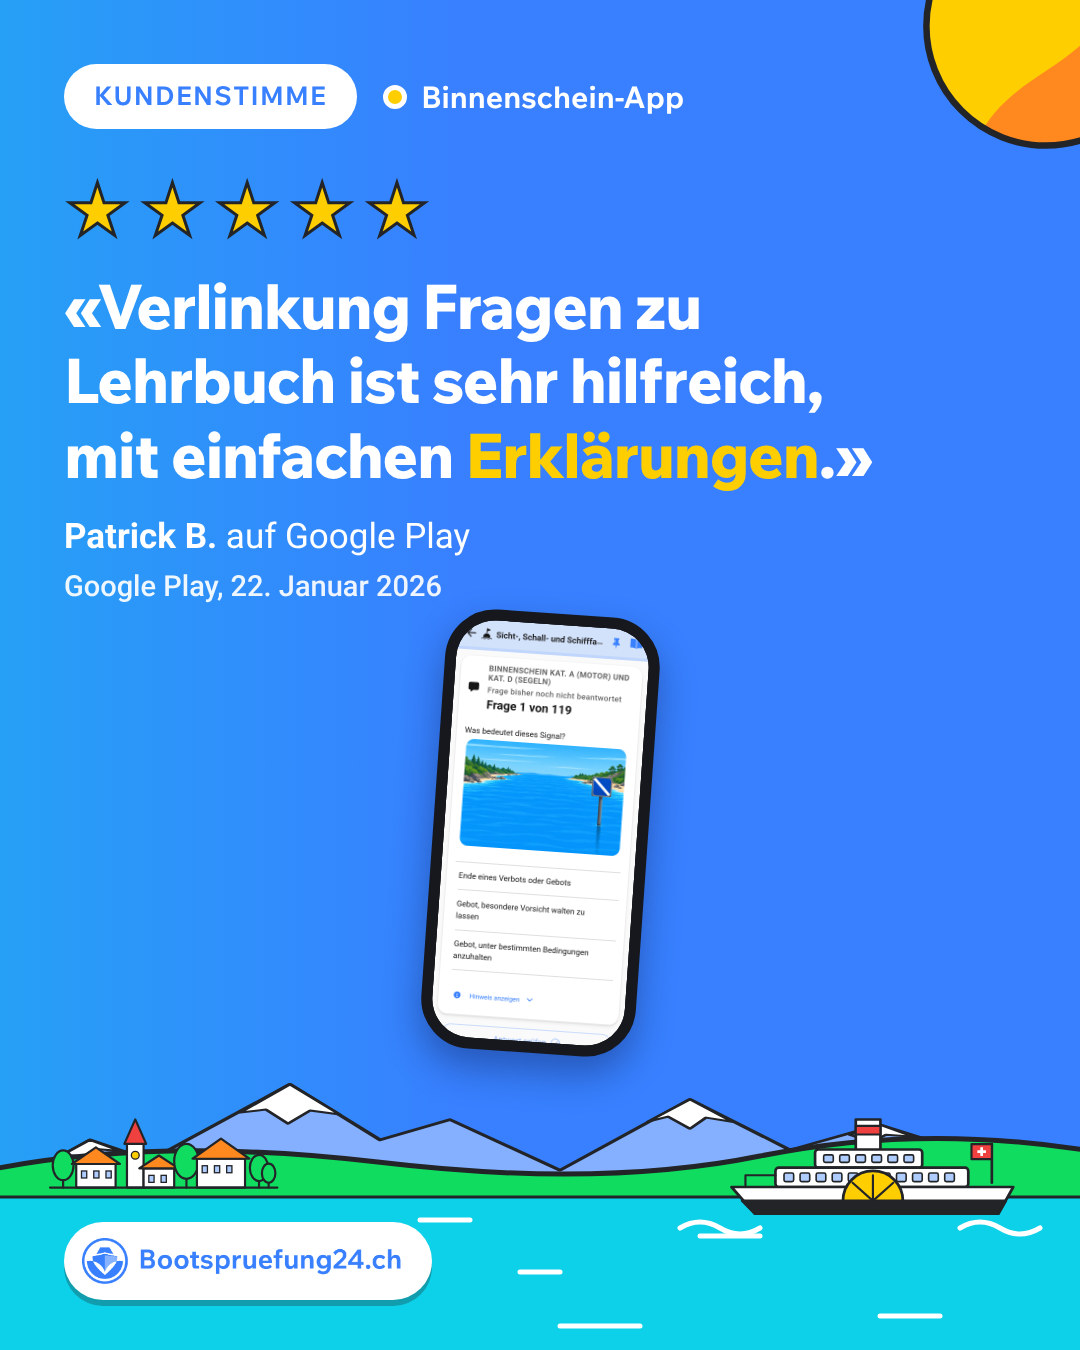 KUNDENSTIMME
Binnenschein-App
«Verlinkung Fragen zu
Lehrbuch ist sehr hilfreich,
mit einfachen Erklärungen.»
Patrick B. auf Google Play
Google Play, 22. Januar 2026
Sicht-, Schall- und Schifffa...
BINNENSCHEIN KAT. A (MOTOR) UND
KAT. D (SEGELN)
Frage bisher noch nicht beantwortet
Frage 1 von 119
Was bedeutet dieses Signal?
Ende eines Verbots oder Gebots
Gebot, besondere Vorsicht walten zu
lassen
Gebot, unter bestimmten Bedingungen
anzuhalten
Hinweis anzeigen
Bootspruefung24.ch